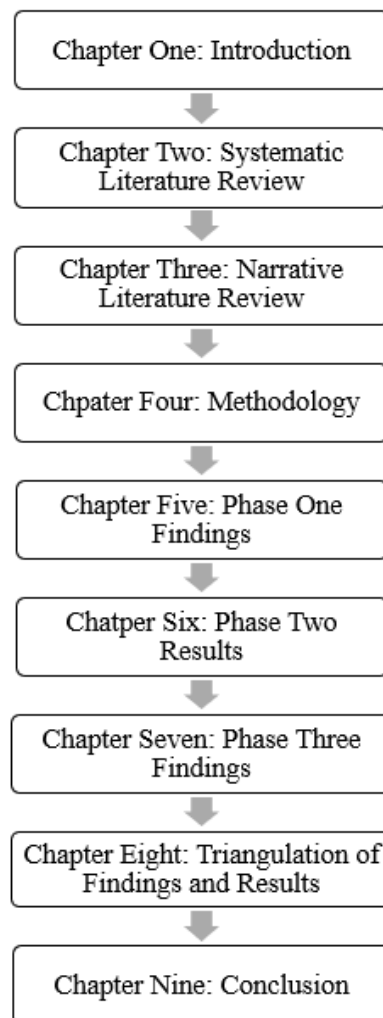 Chapter One: Introduction
Chapter Two: Systematic
Literature Review
Chapter Three: Narrative
Literature Review
Chpater Four: Methodology
Chapter Five: Phase One
Findings
Chatper Six: Phase Two
Results
Chapter Seven: Phase Three
Findings
Chapter Eight: Triangulation of
Findings and Results
Chapter Nine: Conclusion